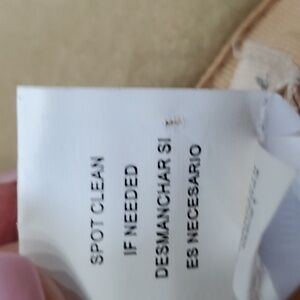 SPOT CLEAN
IF NEEDED
DESMANCHAR SI
ES NECESARIO